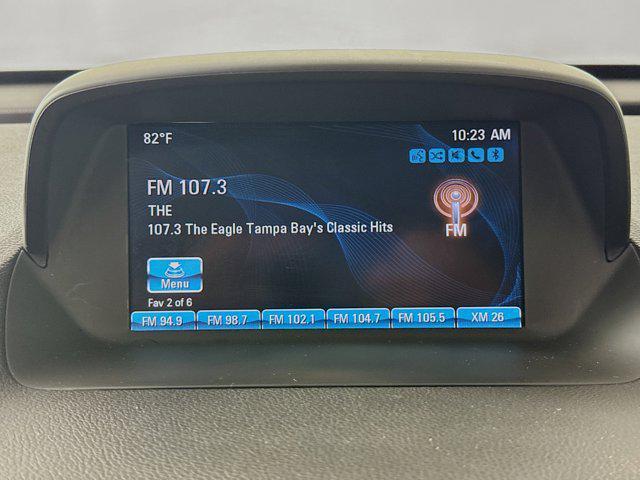 82°F
10:23 AM
FM 107.3
THE
107.3 The Eagle Tampa Bay's Classic Hits
FM
Menu
Fav 2 of 6
FM 94.9 FM 98.7 FM 102.1 FM 104.7 FM 105.5 XM 26